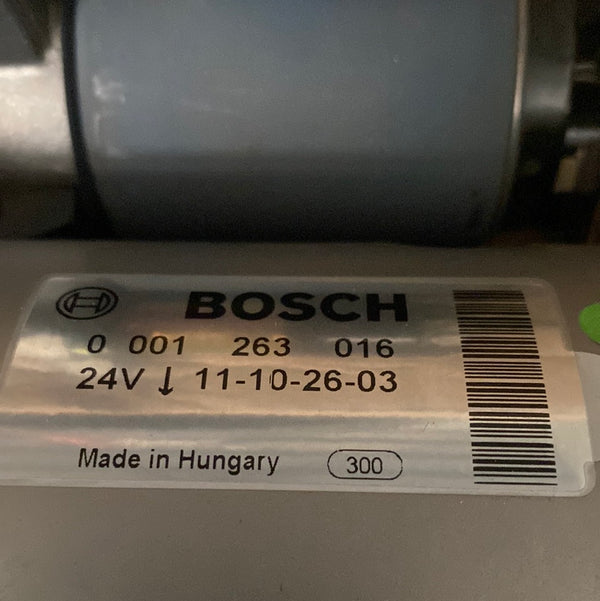 BOSCH
0 001 263 016
24V ↓ 11-10-26-03
Made in Hungary 300